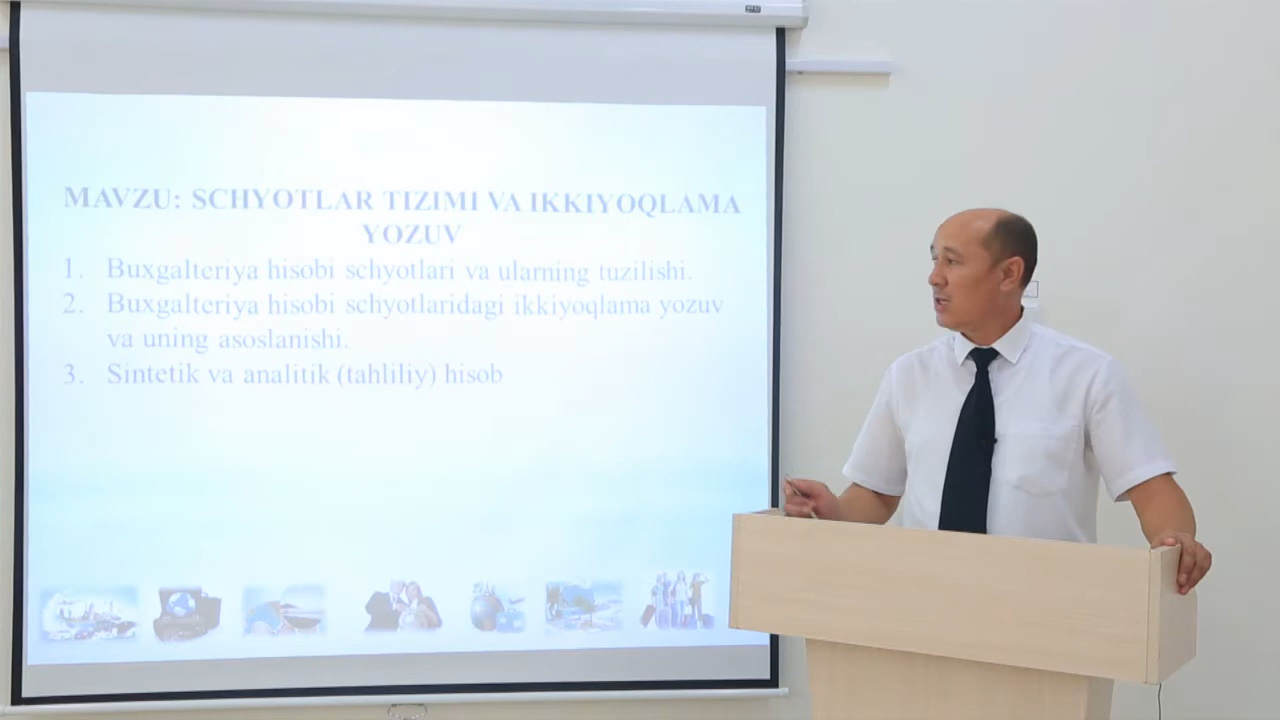 MAVZU: SCHYOTLAR TIZIMI VA IKKIYOQLAMA
YOZUV
1. Buxgalteriya hisobi schyotlari va ularning tuzilishi.
2. Buxgalteriya hisobi schyotlaridagi ikkiyoqlama yozuv
va uning asoslanishi.
3. Sintetik va analitik (tahliliy) hisob